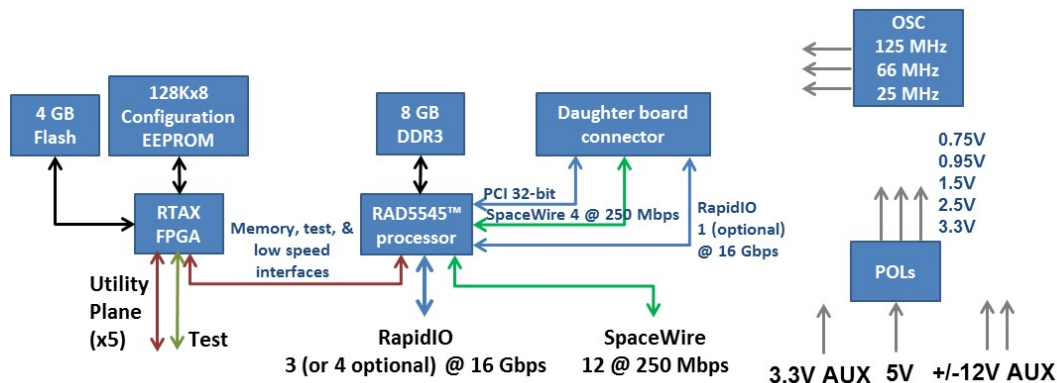 OSC
125 MHz
66 MHz
25 MHz
4 GB
Flash
128Kx8
Configuration
EEPROM
8 GB
DDR3
Daughter board
connector
0.75V
0.95V
1.5V
2.5V
3.3V
PCI 32-bit
SpaceWire 4 @ 250 Mbps
RapidIO
1 (optional)
@ 16 Gbps
RTAX
FPGA
Memory, test, &
low speed
interfaces
RAD5545™
processor
POLs
Utility
Plane
(x5)
Test
RapidIO
3 (or 4 optional) @ 16 Gbps
SpaceWire
12 @ 250 Mbps
3.3V AUX
5V
+/-12V AUX